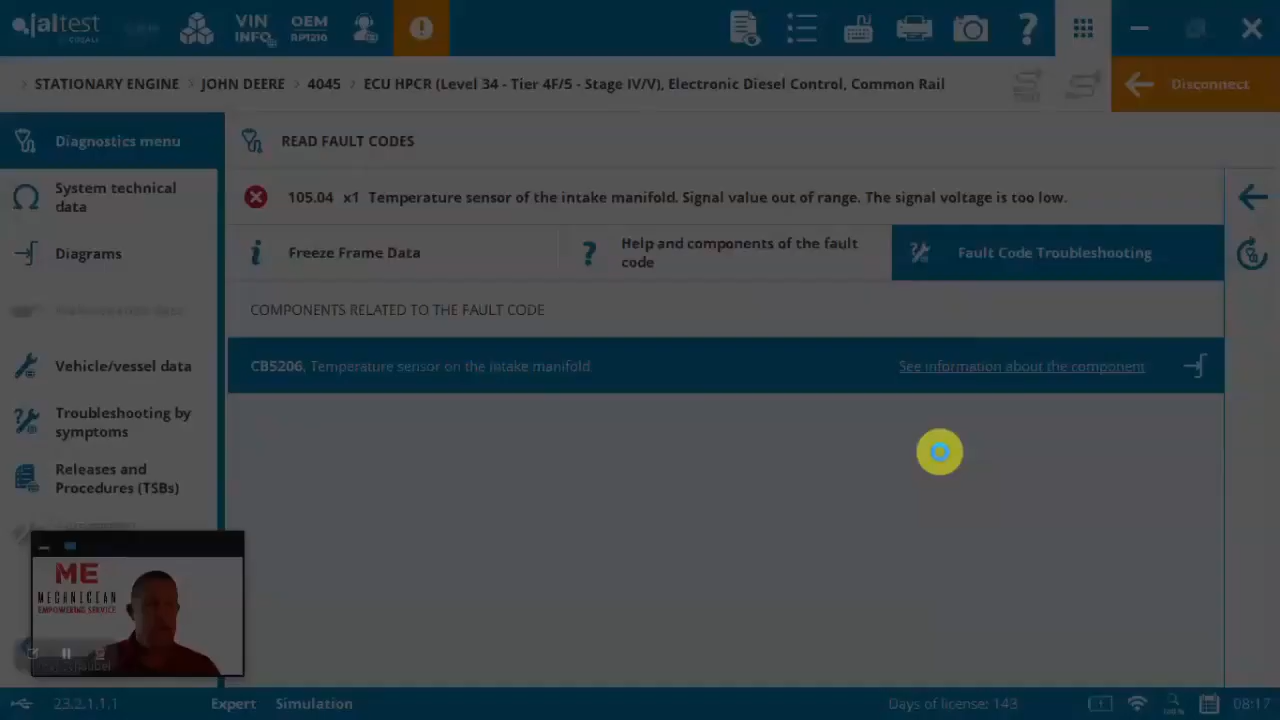 jaltest
BY COJALI
VIN
INFO
OEM
RP1210
STATIONARY ENGINE > JOHN DEERE > 4045 > ECU HPCR (Level 34 - Tier 4F/5 - Stage IV/V), Electronic Diesel Control, Common Rail
Disconnect
Diagnostics menu
READ FAULT CODES
System technical
data
105.04 x1 Temperature sensor of the intake manifold. Signal value out of range. The signal voltage is too low.
Diagrams
Freeze Frame Data
Help and components of the fault
code
Fault Code Troubleshooting
COMPONENTS RELATED TO THE FAULT CODE
Vehicle/vessel data
CB5206. Temperature sensor on the intake manifold.
See information about the component
Troubleshooting by
symptoms
Releases and
Procedures (TSBs)
ME
MECHNICIAN
EMPOWERING SERVICE
23.2.1.1.1
Expert
Simulation
Days of license: 143
08:17